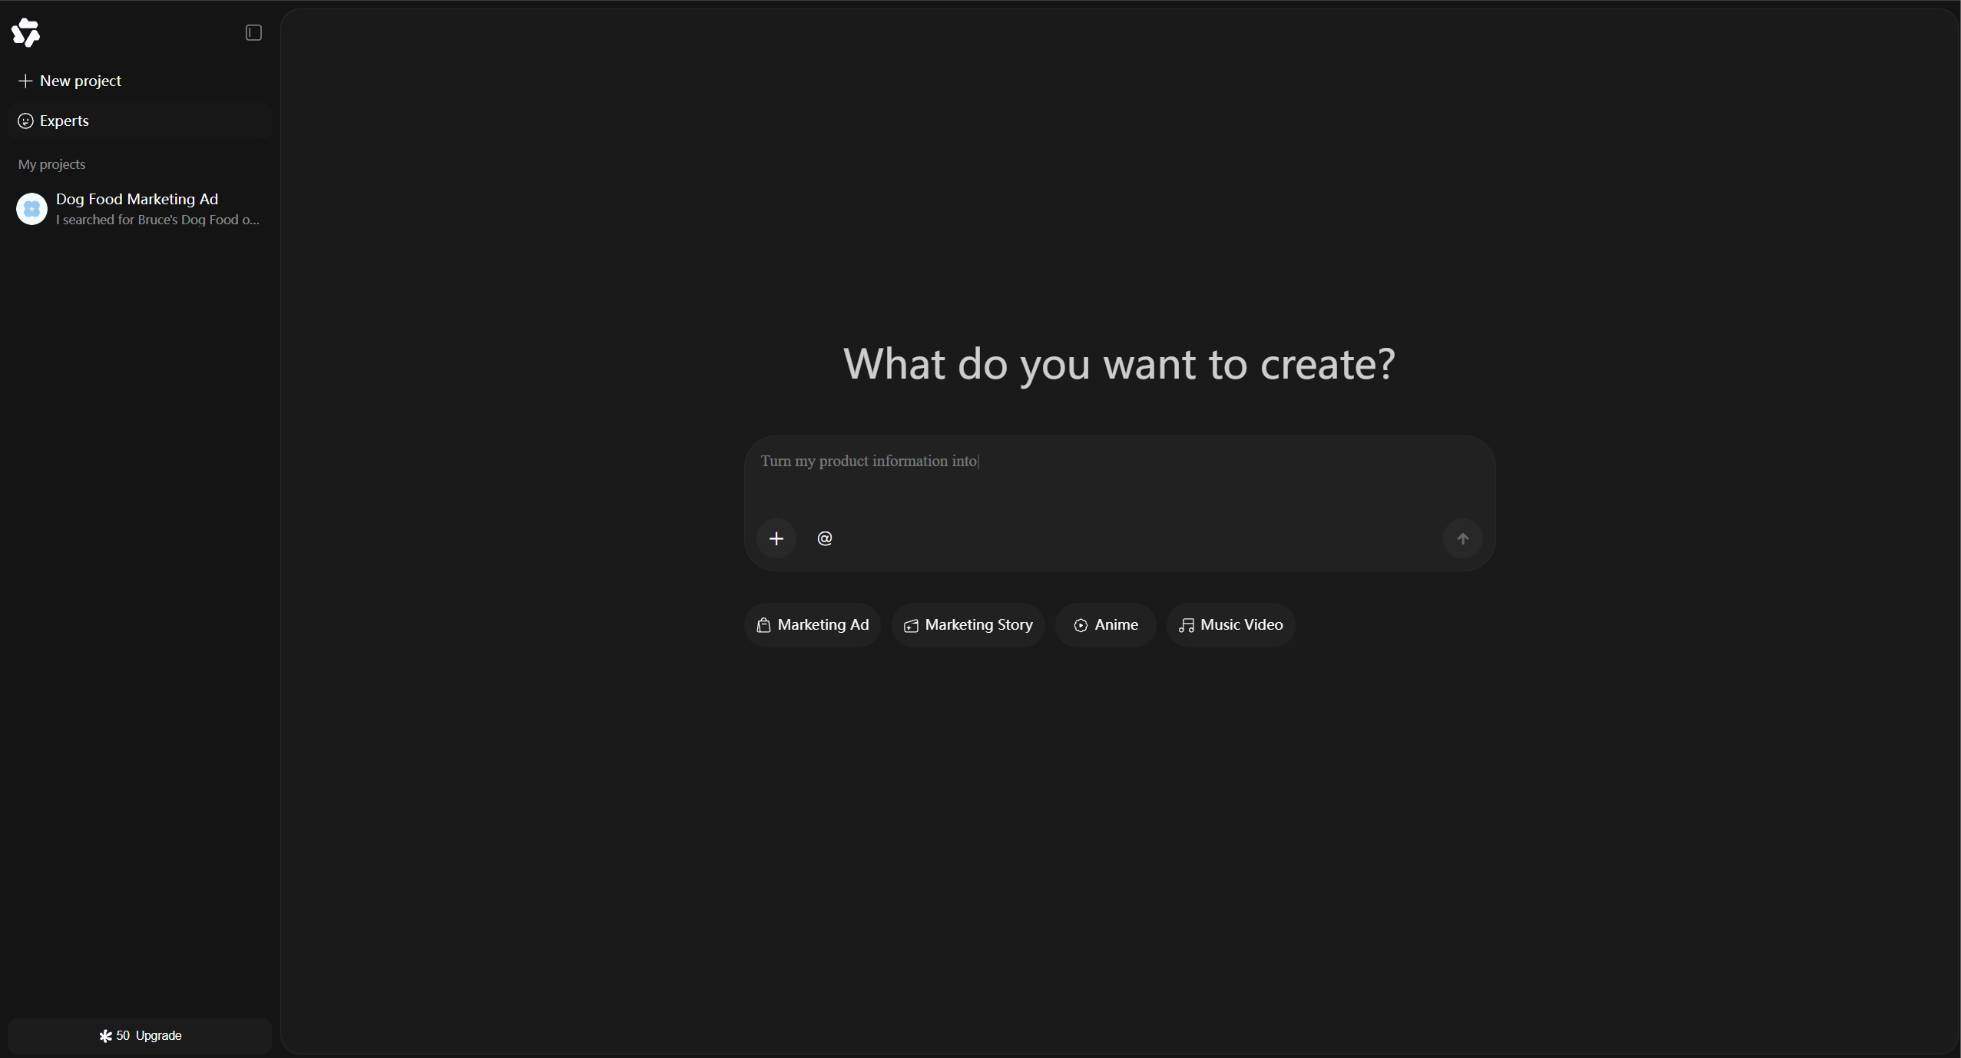 New project
Experts
My projects
Dog Food Marketing Ad
I searched for Bruce's Dog Food o...
What do you want to create?
Turn my product information into
@
Marketing Ad
Marketing Story
Anime
Music Video
50 Upgrade